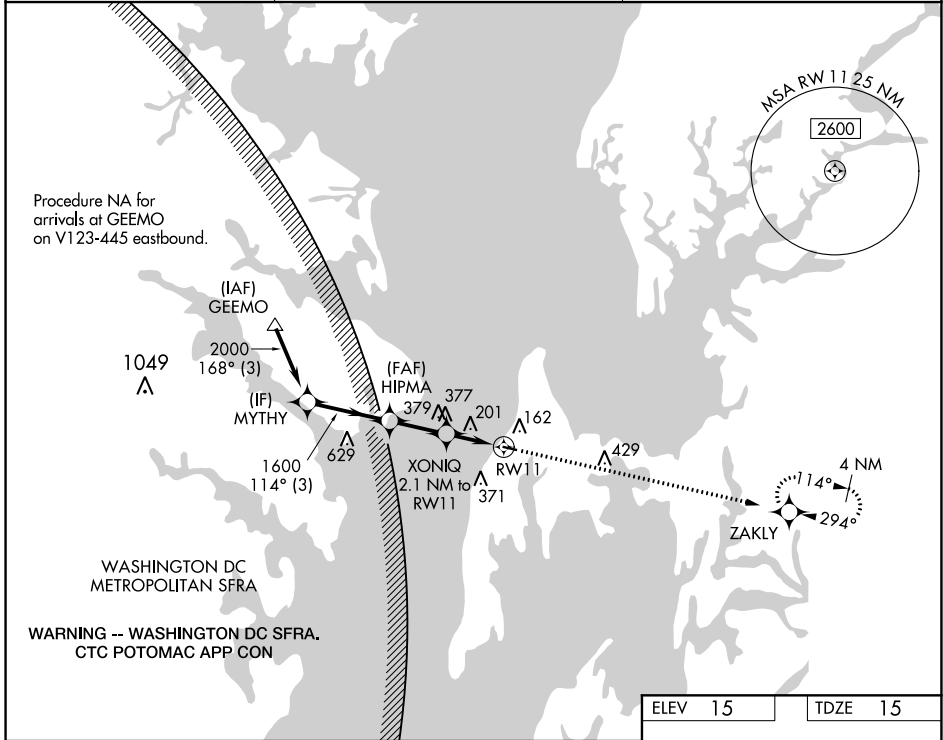 MSA RW 11 25 NM
2600
Procedure NA for
arrivals at GEEMO
on V123-445 eastbound.
(IAF)
GEEMO
2000
168° (3)
1049
(IF)
MYTHY
(FAF)
HIPMA
379
377
201
162
629
1600
114° (3)
XONIQ
2.1 NM to
RW11
371
RW11
429
4 NM
114°
294°
ZAKLY
WASHINGTON DC
METROPOLITAN SFRA
WARNING -- WASHINGTON DC SFRA.
CTC POTOMAC APP CON
ELEV 15
TDZE 15